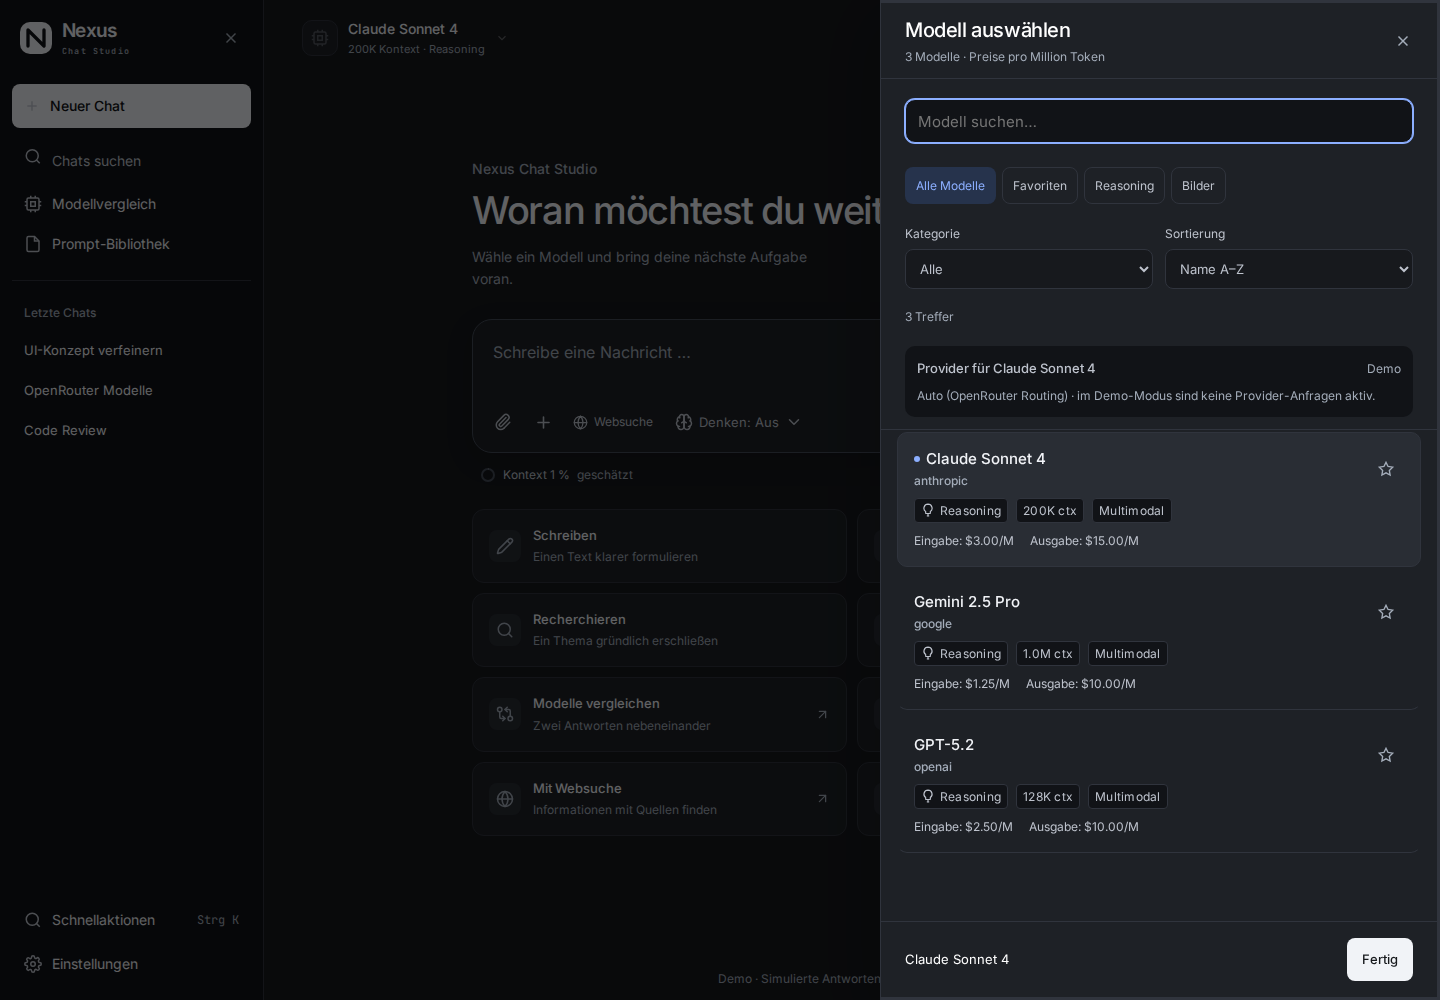 Nexus
Chat Studio
Neuer Chat
Chats suchen
Modellvergleich
Prompt-Bibliothek
Letzte Chats
UI-Konzept verfeinern
OpenRouter Modelle
Code Review
Schnellaktionen
Strg K
Einstellungen
Claude Sonnet 4
200K Kontext · Reasoning
Nexus Chat Studio
Woran möchtest du weit
Wähle ein Modell und bring deine nächste Aufgabe
voran.
Schreibe eine Nachricht ...
Websuche
Denken: Aus
Kontext 1 % geschätzt
Schreiben
Einen Text klarer formulieren
Recherchieren
Ein Thema gründlich erschließen
Modelle vergleichen
Zwei Antworten nebeneinander
Mit Websuche
Informationen mit Quellen finden
Demo · Simulierte Antworten
Modell auswählen
3 Modelle · Preise pro Million Token
Modell suchen...
Alle Modelle
Favoriten
Reasoning
Bilder
Kategorie
Sortierung
Alle
Name A–Z
3 Treffer
Provider für Claude Sonnet 4
Demo
Auto (OpenRouter Routing) · im Demo-Modus sind keine Provider-Anfragen aktiv.
Claude Sonnet 4
anthropic
Reasoning
200K ctx
Multimodal
Eingabe: $3.00/M
Ausgabe: $15.00/M
Gemini 2.5 Pro
google
Reasoning
1.0M ctx
Multimodal
Eingabe: $1.25/M
Ausgabe: $10.00/M
GPT-5.2
openai
Reasoning
128K ctx
Multimodal
Eingabe: $2.50/M
Ausgabe: $10.00/M
Claude Sonnet 4
Fertig